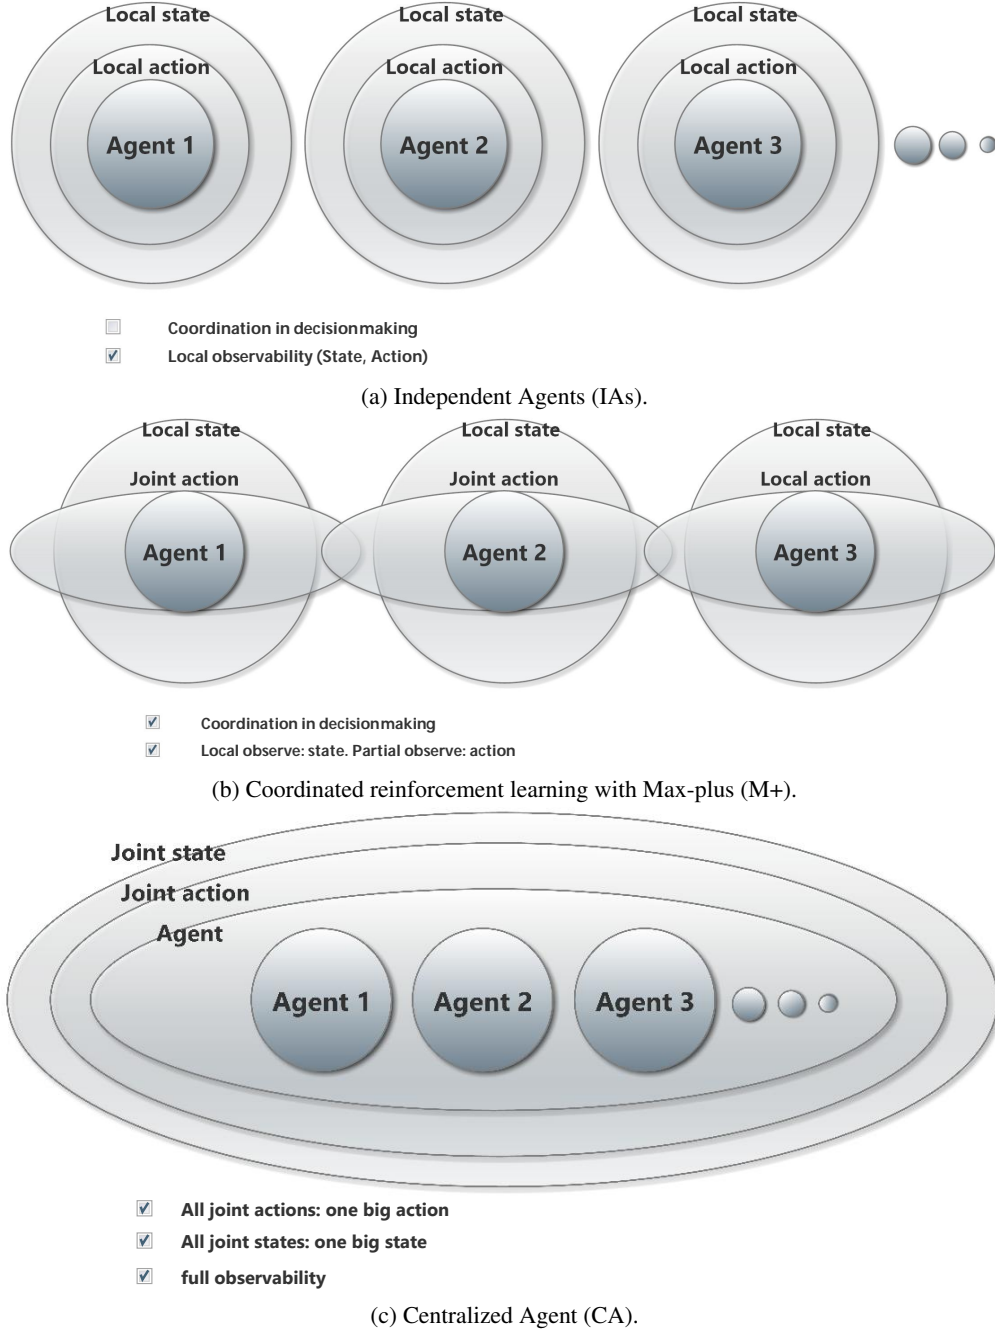 Local state Local state Local state
Local action Local action Local action
Agent 1 Agent 2 Agent 3
Coordination in decisionmaking
Local observability (State, Action)
(a) Independent Agents (IAs).
Local state Local state Local state
Joint action Joint action Local action
Agent 1 Agent 2 Agent 3
Coordination in decisionmaking
Local observe: state. Partial observe: action
(b) Coordinated reinforcement learning with Max-plus (M+).
Joint state
Joint action
Agent
Agent 1 Agent 2 Agent 3
All joint actions: one big action
All joint states: one big state
full observability
(c) Centralized Agent (CA).